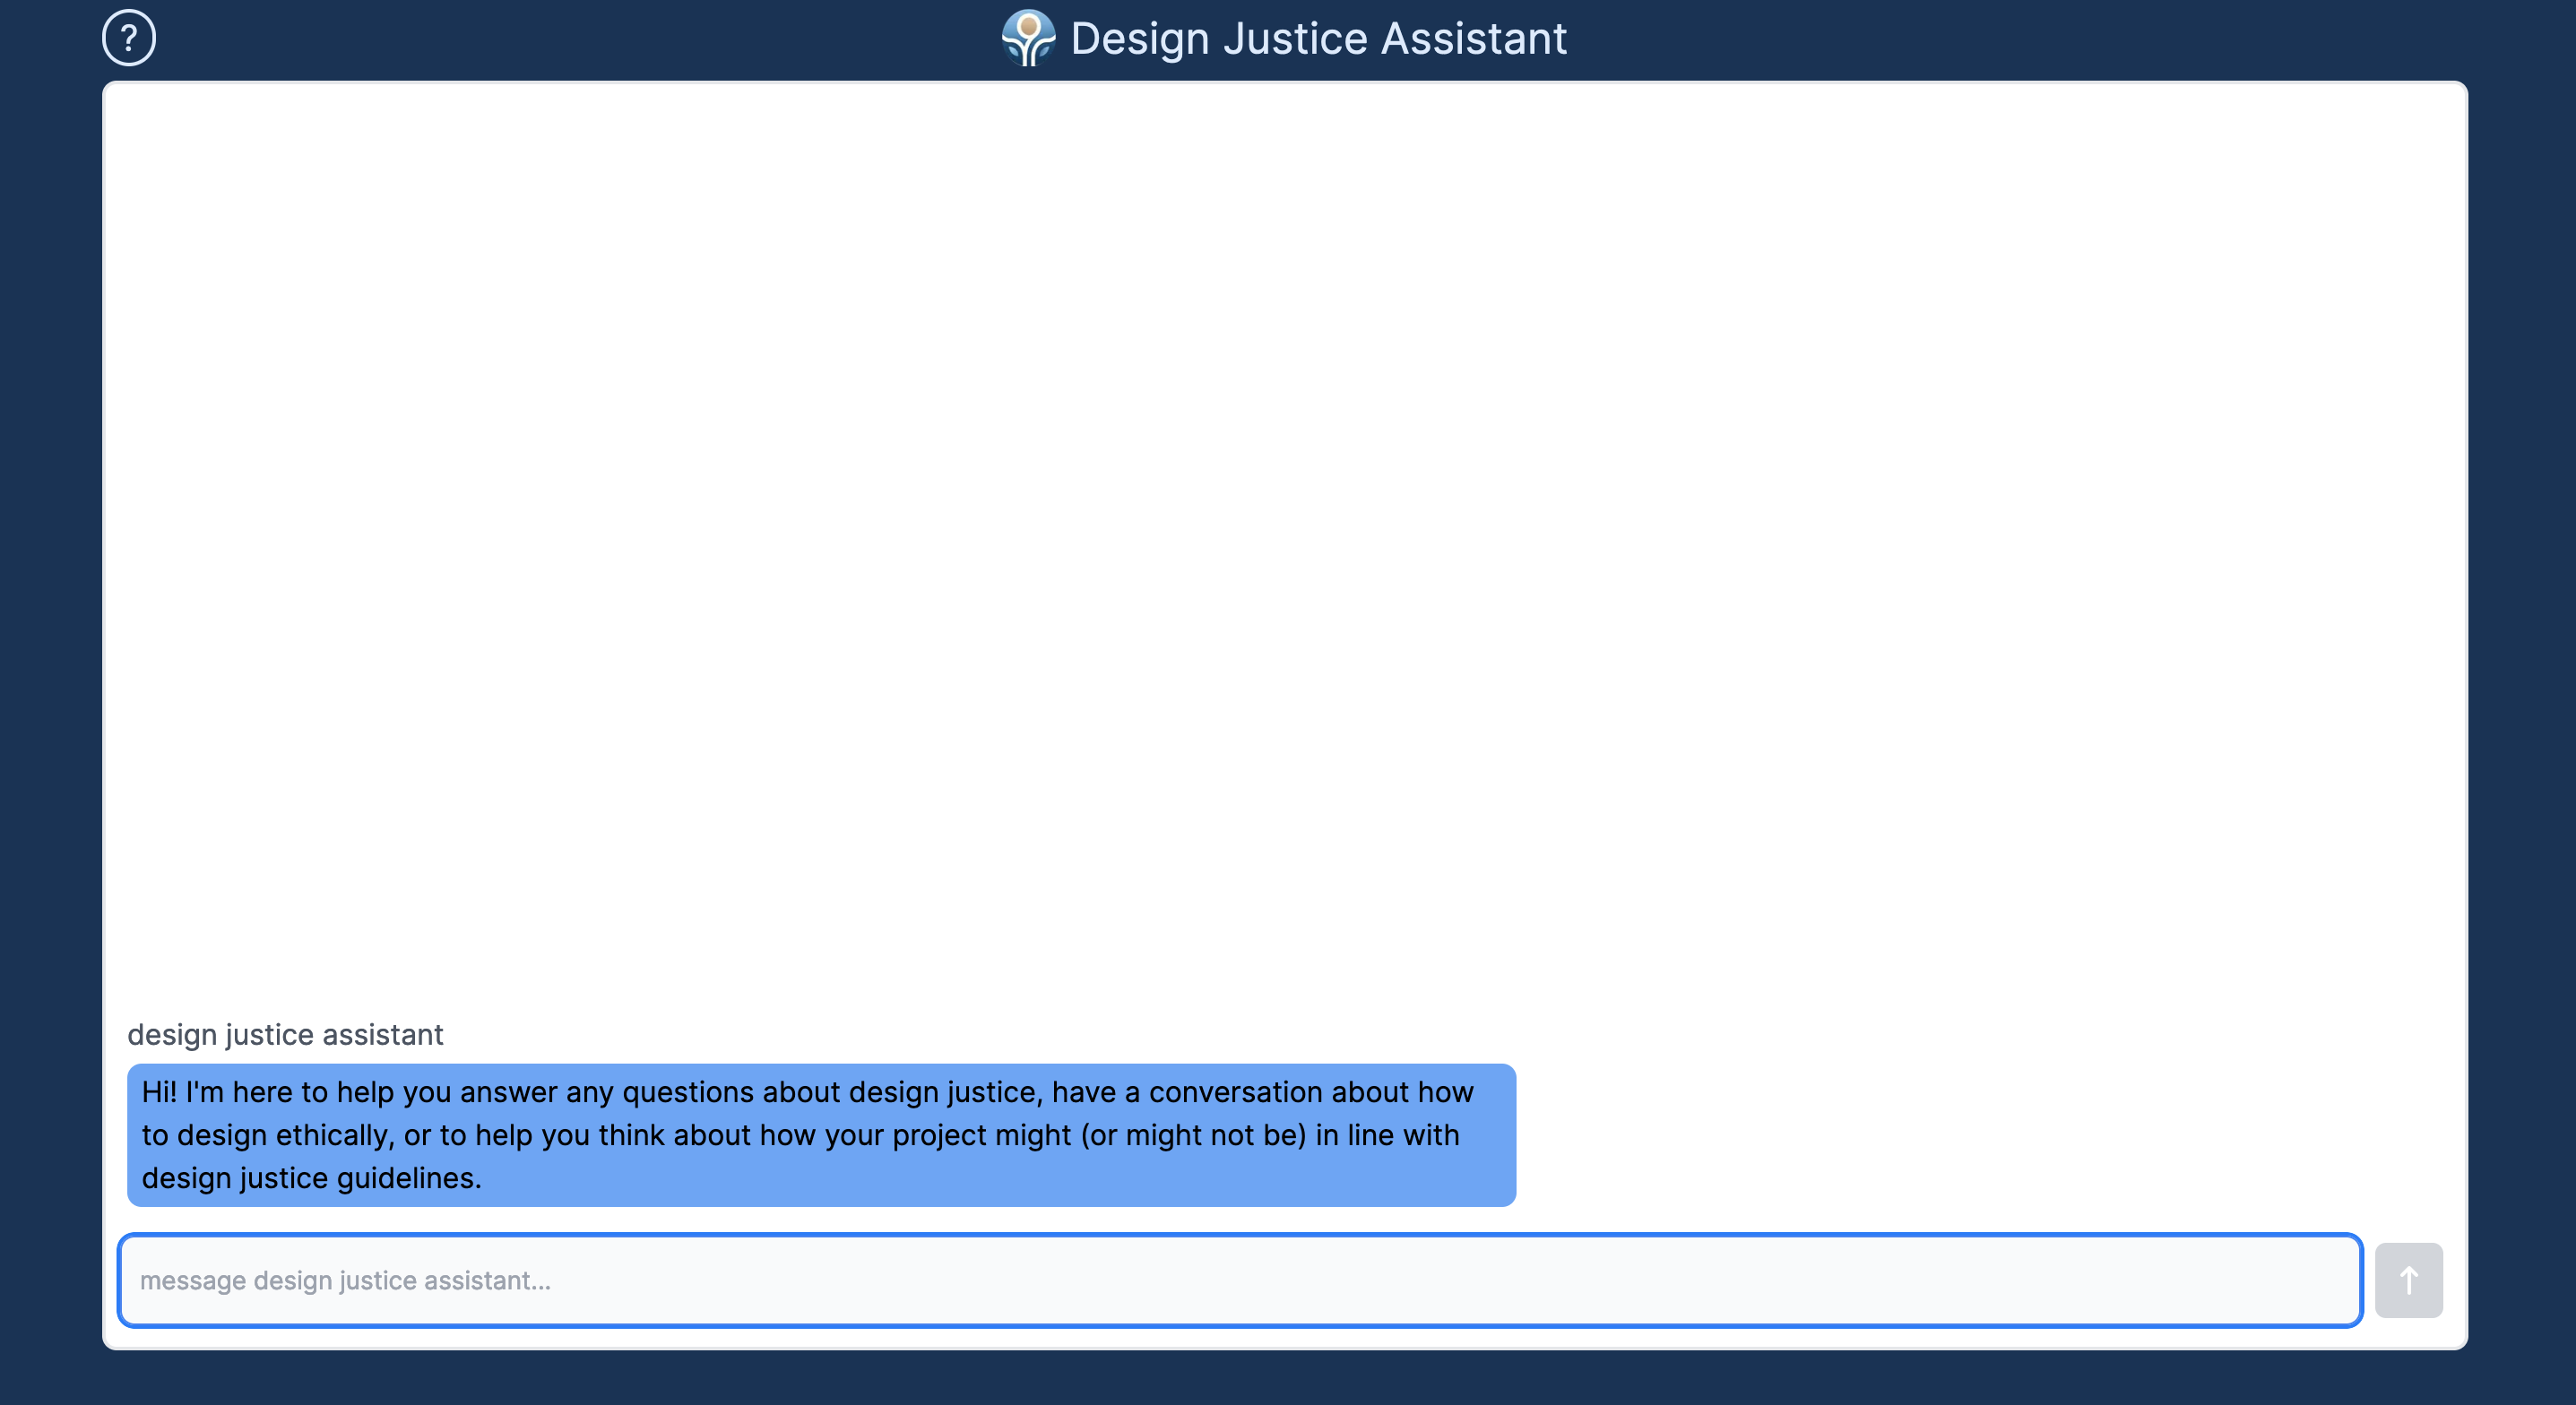 ?
Design Justice Assistant
design justice assistant
Hi! I'm here to help you answer any questions about design justice, have a conversation about how
to design ethically, or to help you think about how your project might (or might not be) in line with
design justice guidelines.
message design justice assistant...